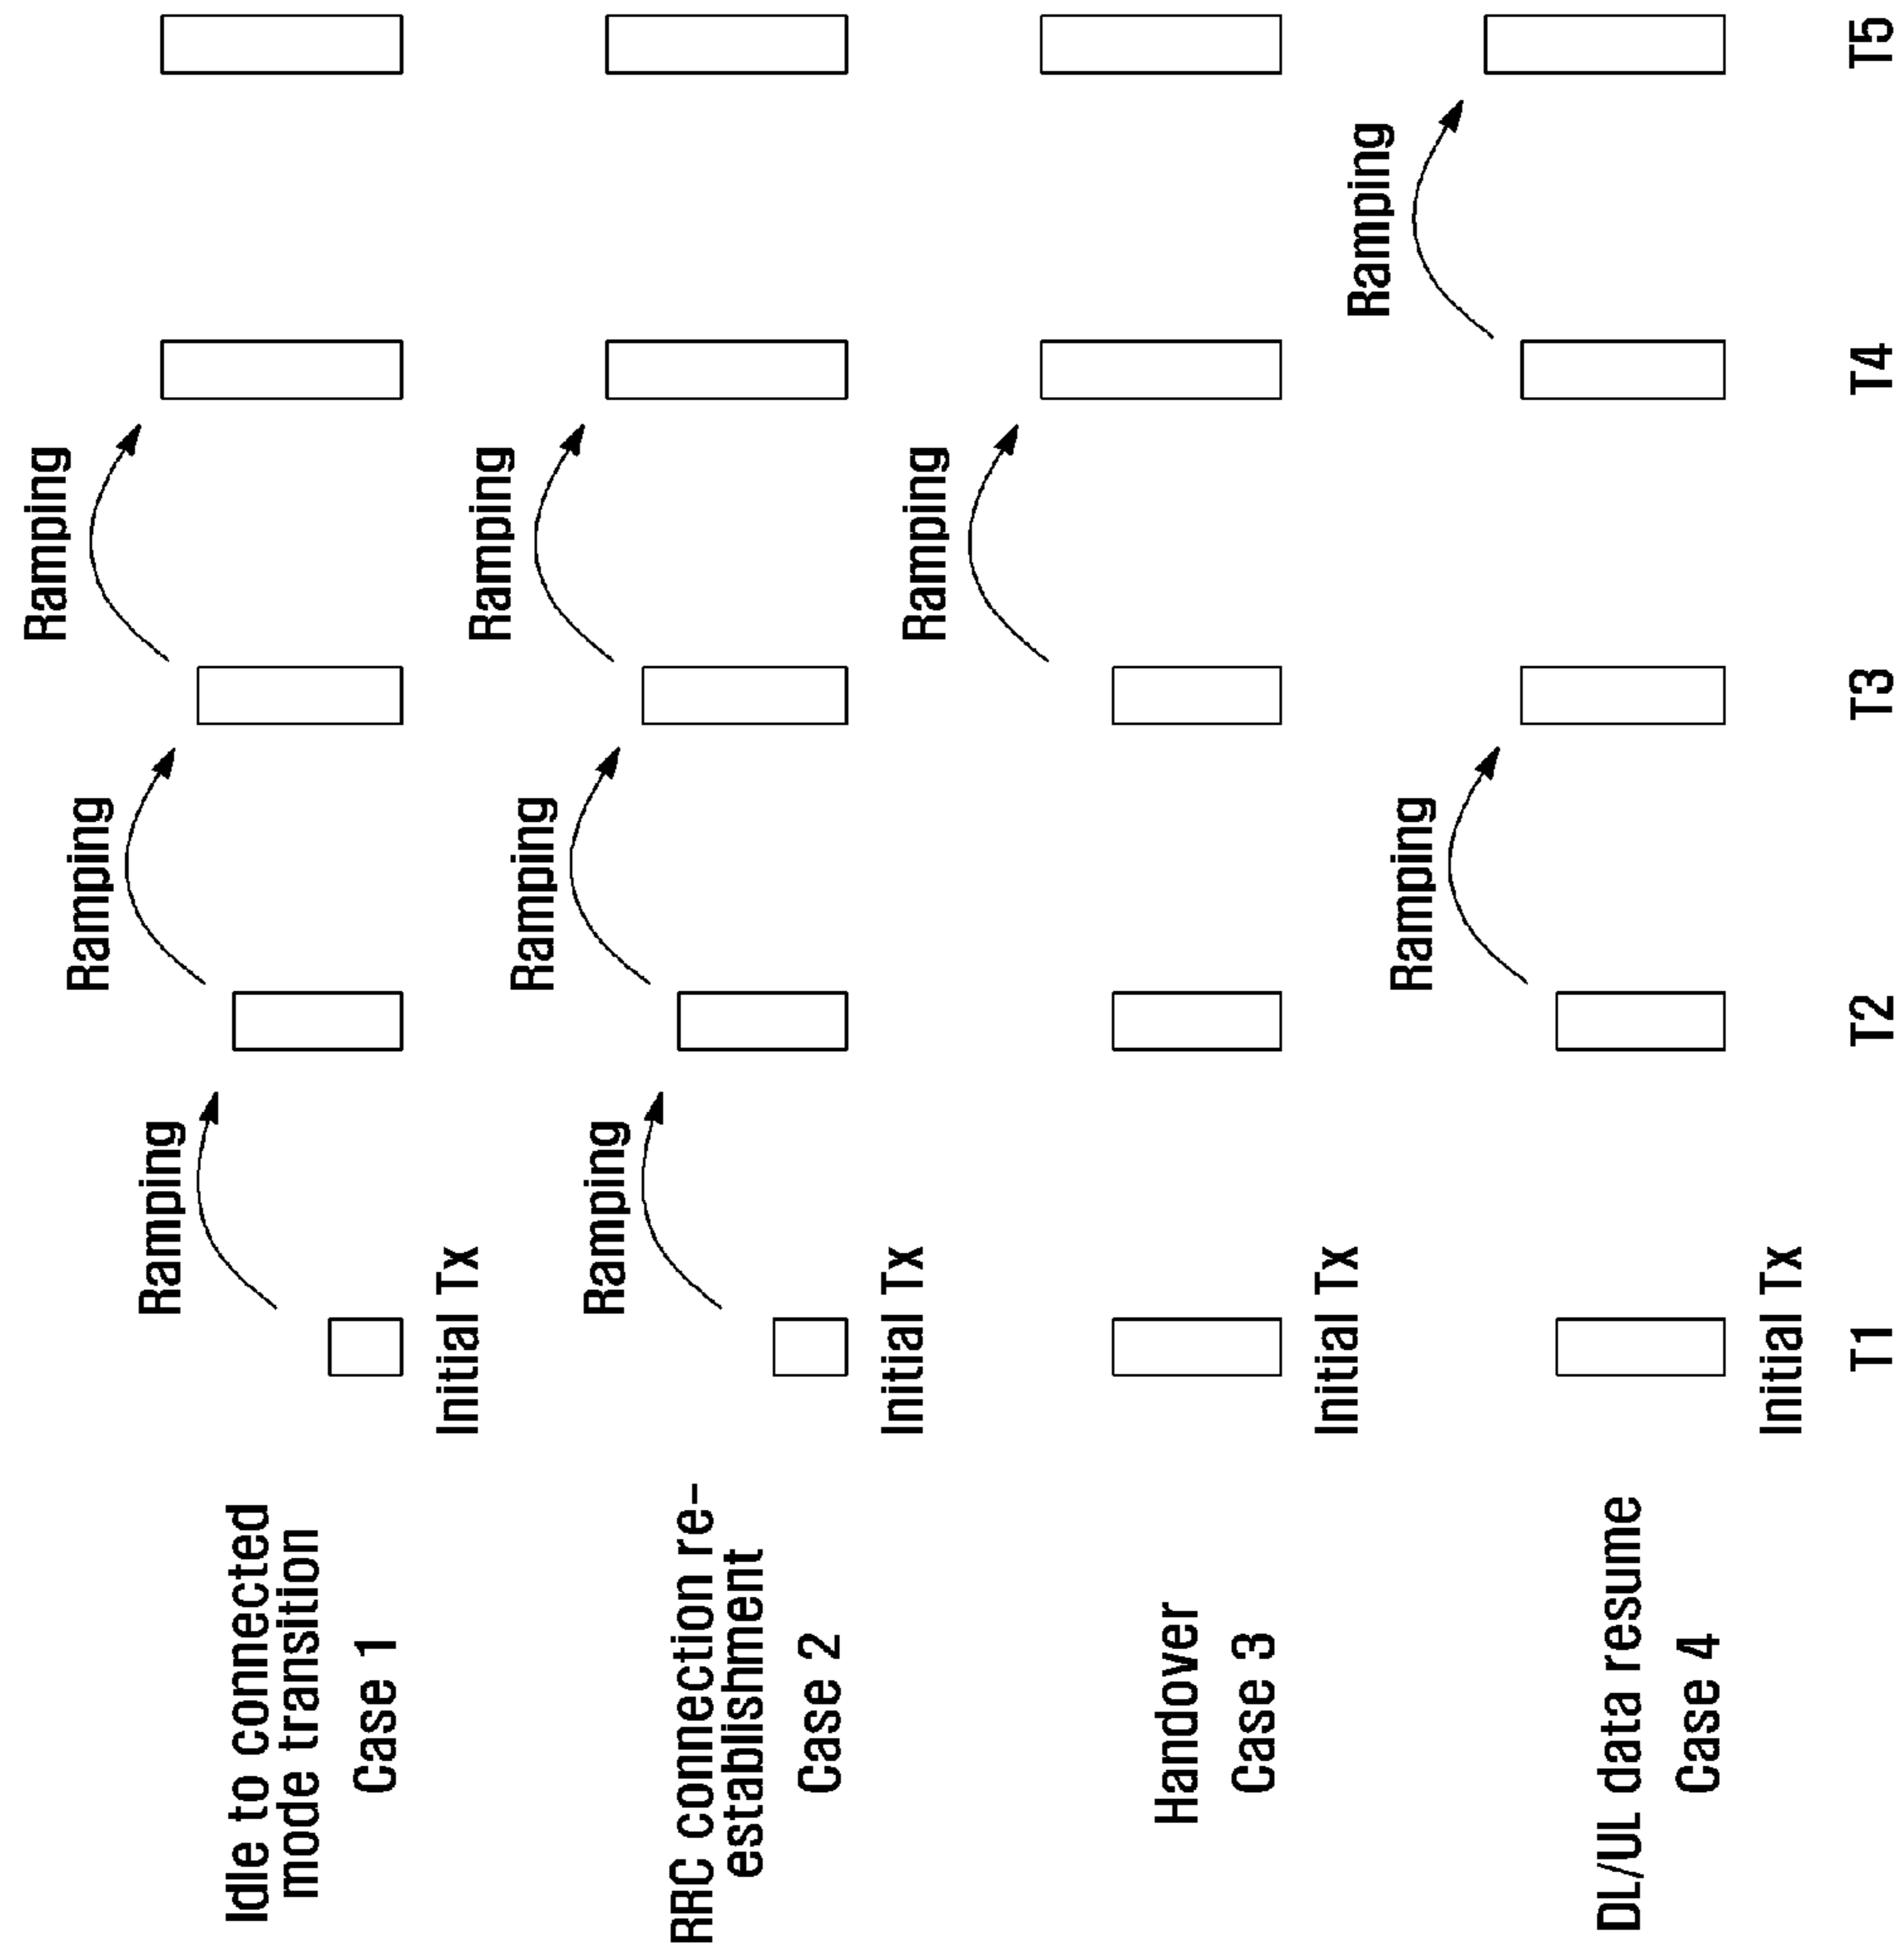 Idle to connected
mode transition
Case 1
Ramping
Ramping
Ramping
Initial Tx
RRC connection re-
establishment
Case 2
Ramping
Ramping
Ramping
Initial Tx
Handover
Case 3
Ramping
Initial Tx
DL/UL data resume
Case 4
Ramping
Ramping
Initial Tx
T1 T2 T3 T4 T5